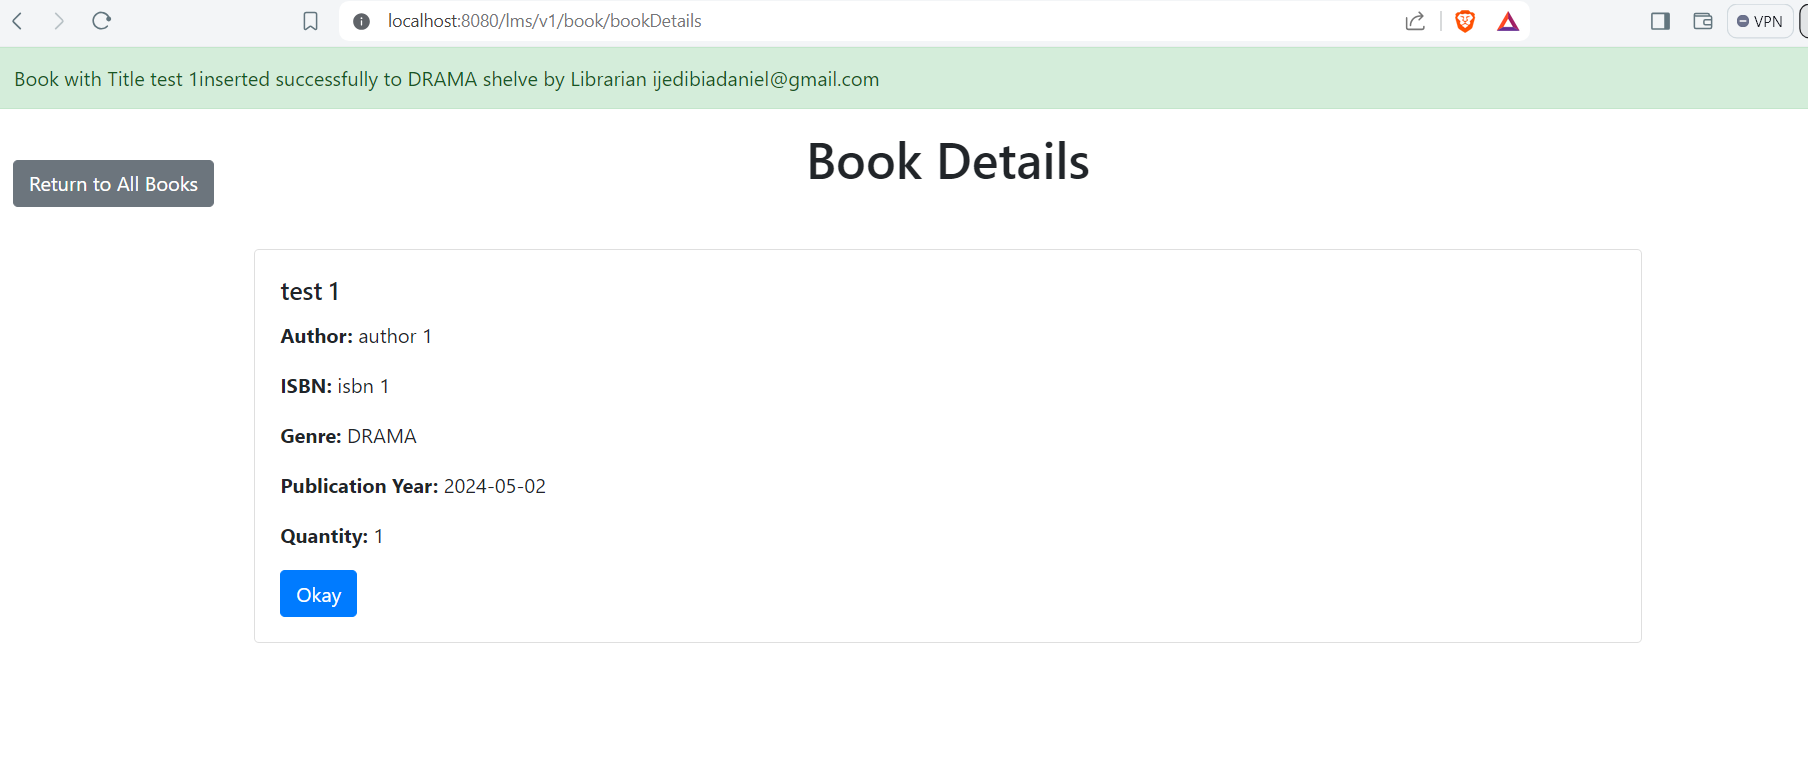 localhost:8080/lms/v1/book/bookDetails
VPN
Book with Title test 1inserted successfully to DRAMA shelve by Librarian ijedibiadaniel@gmail.com
Book Details
Return to All Books
test 1
Author: author 1
ISBN: isbn 1
Genre: DRAMA
Publication Year: 2024-05-02
Quantity: 1
Okay